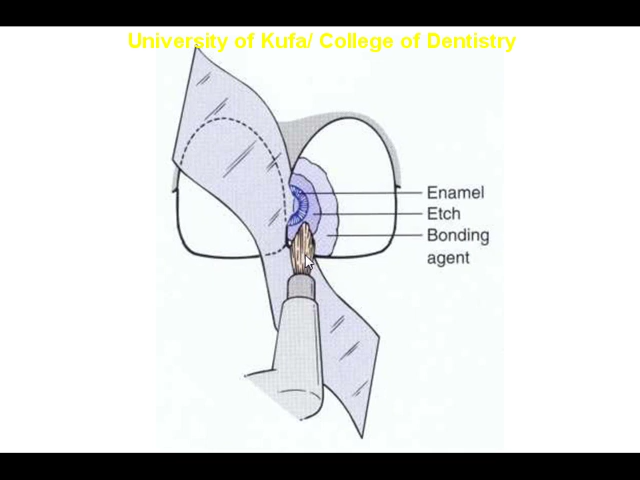 University of Kufa/ College of Dentistry
Enamel
Etch
Bonding
agent